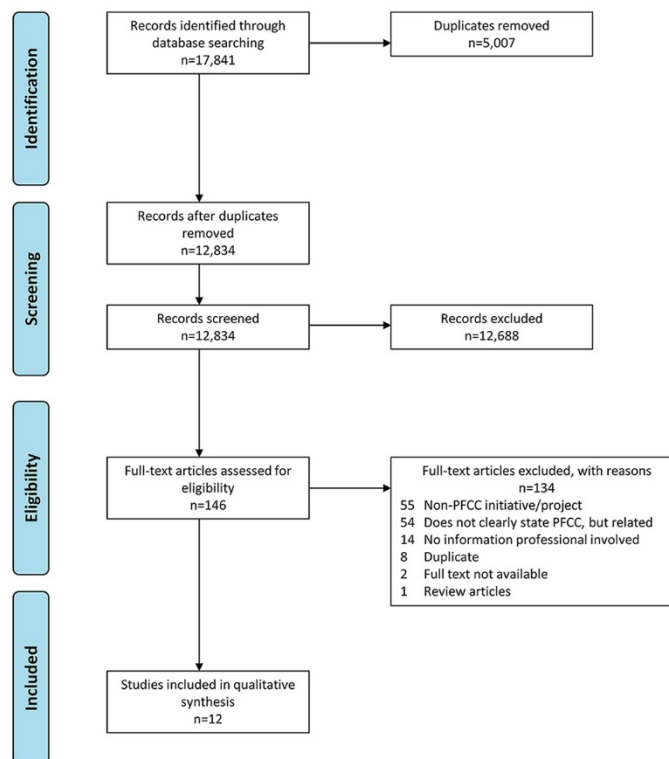 Identification
Records identified through
database searching
n=17,841
Duplicates removed
n=5,007
Screening
Records after duplicates
removed
n=12,834
Records screened
n=12,834
Records excluded
n=12,688
Eligibility
Full-text articles assessed for
eligibility
n=146
Full-text articles excluded, with reasons
n=134
55 Non-PFCC initiative/project
54 Does not clearly state PFCC, but related
14 No information professional involved
8 Duplicate
2 Full text not available
1 Review articles
Included
Studies included in qualitative
synthesis
n=12